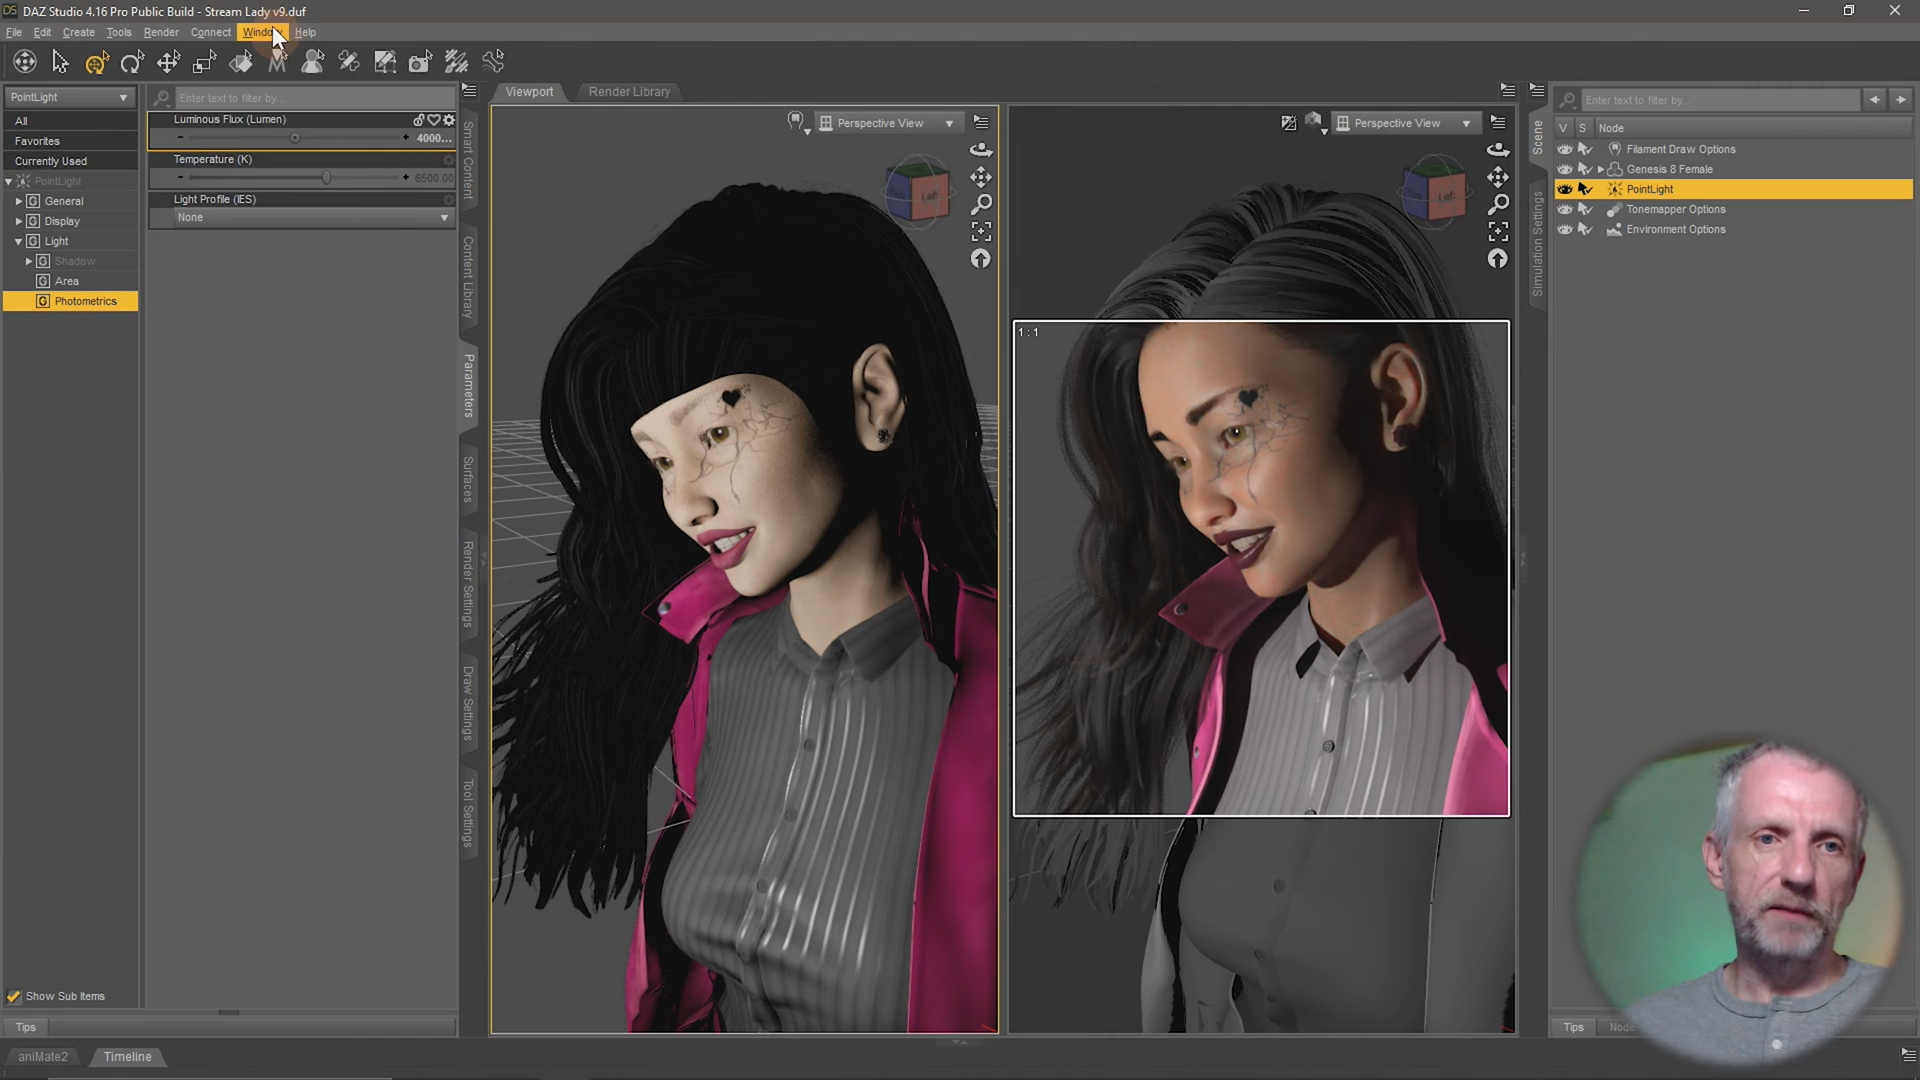 DAZ Studio 4.16 Pro Public Build - Stream Lady v9.duf
File Edit Create Tools Render Connect Window Help
PointLight
Enter text to filter by...
All
Favorites
Currently Used
PointLight
General
Display
Light
Shadow
Area
Photometrics
Luminous Flux (Lumen)
4000...
Temperature (K)
6500.00
Light Profile (IES)
None
Show Sub Items
Tips
aniMate2
Timeline
Smart Content
Content Library
Parameters
Surfaces
Render Settings
Draw Settings
Tool Settings
Viewport
Render Library
Perspective View
Left
Perspective View
Left
1 : 1
Scene
Simulation Settings
Enter text to filter by...
V S Node
Filament Draw Options
Genesis 8 Female
PointLight
Tonemapper Options
Environment Options
Tips
Node